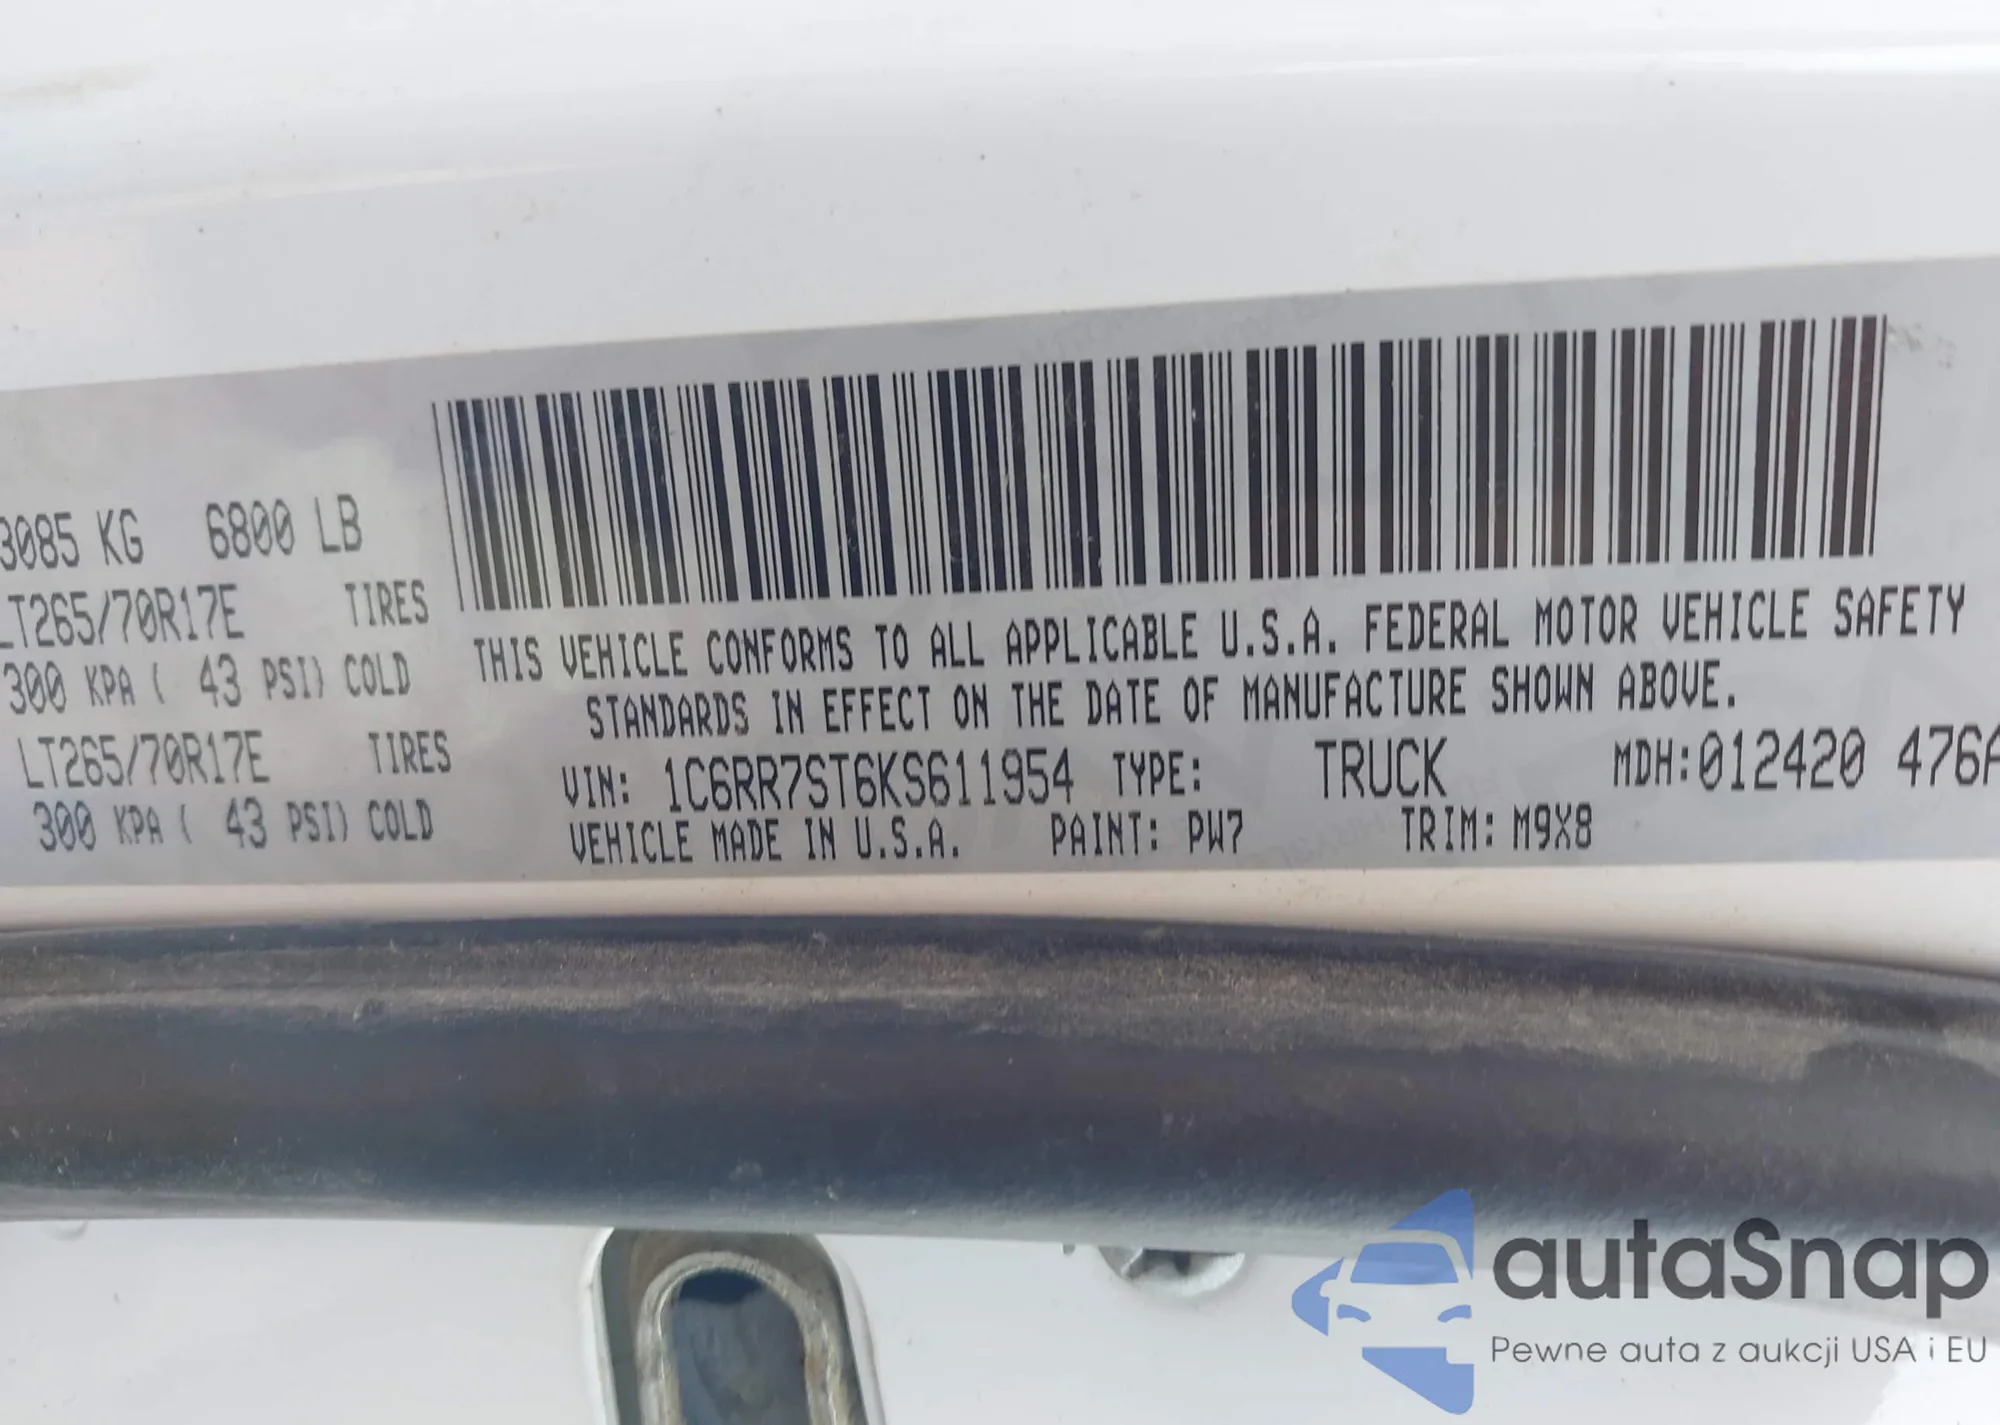 3085 KG 6800 LB
LT265/70R17E TIRES
300 KPA ( 43 PSI) COLD
LT265/70R17E TIRES
300 KPA ( 43 PSI) COLD
THIS VEHICLE CONFORMS TO ALL APPLICABLE U.S.A. FEDERAL MOTOR VEHICLE SAFETY
STANDARDS IN EFFECT ON THE DATE OF MANUFACTURE SHOWN ABOVE.
VIN: 1C6RR7ST6KS611954 TYPE: TRUCK MDH:012420 476A
VEHICLE MADE IN U.S.A. PAINT: PW7 TRIM: M9X8
autaSnap
Pewne auta z aukcji USA i EU